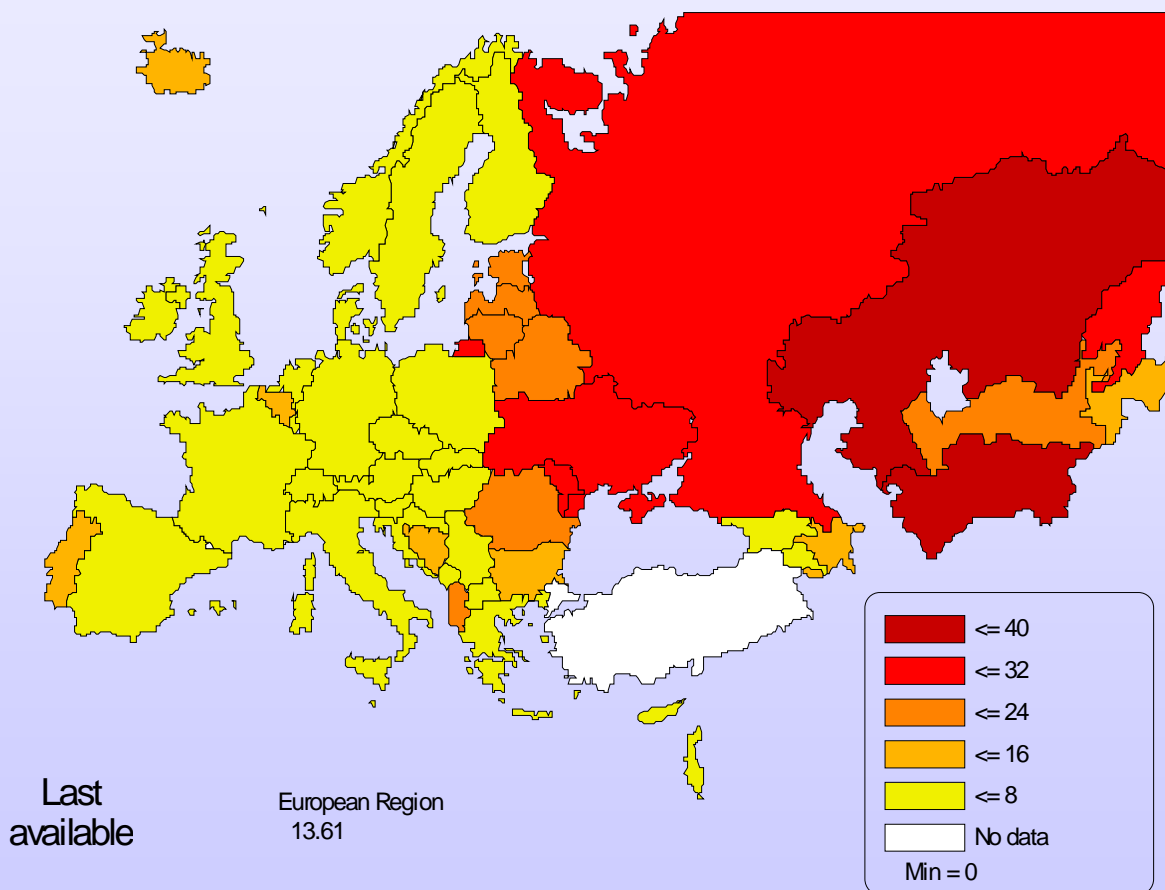 Last
available
European Region
13.61
<= 40
<= 32
<= 24
<= 16
<= 8
No data
Min = 0